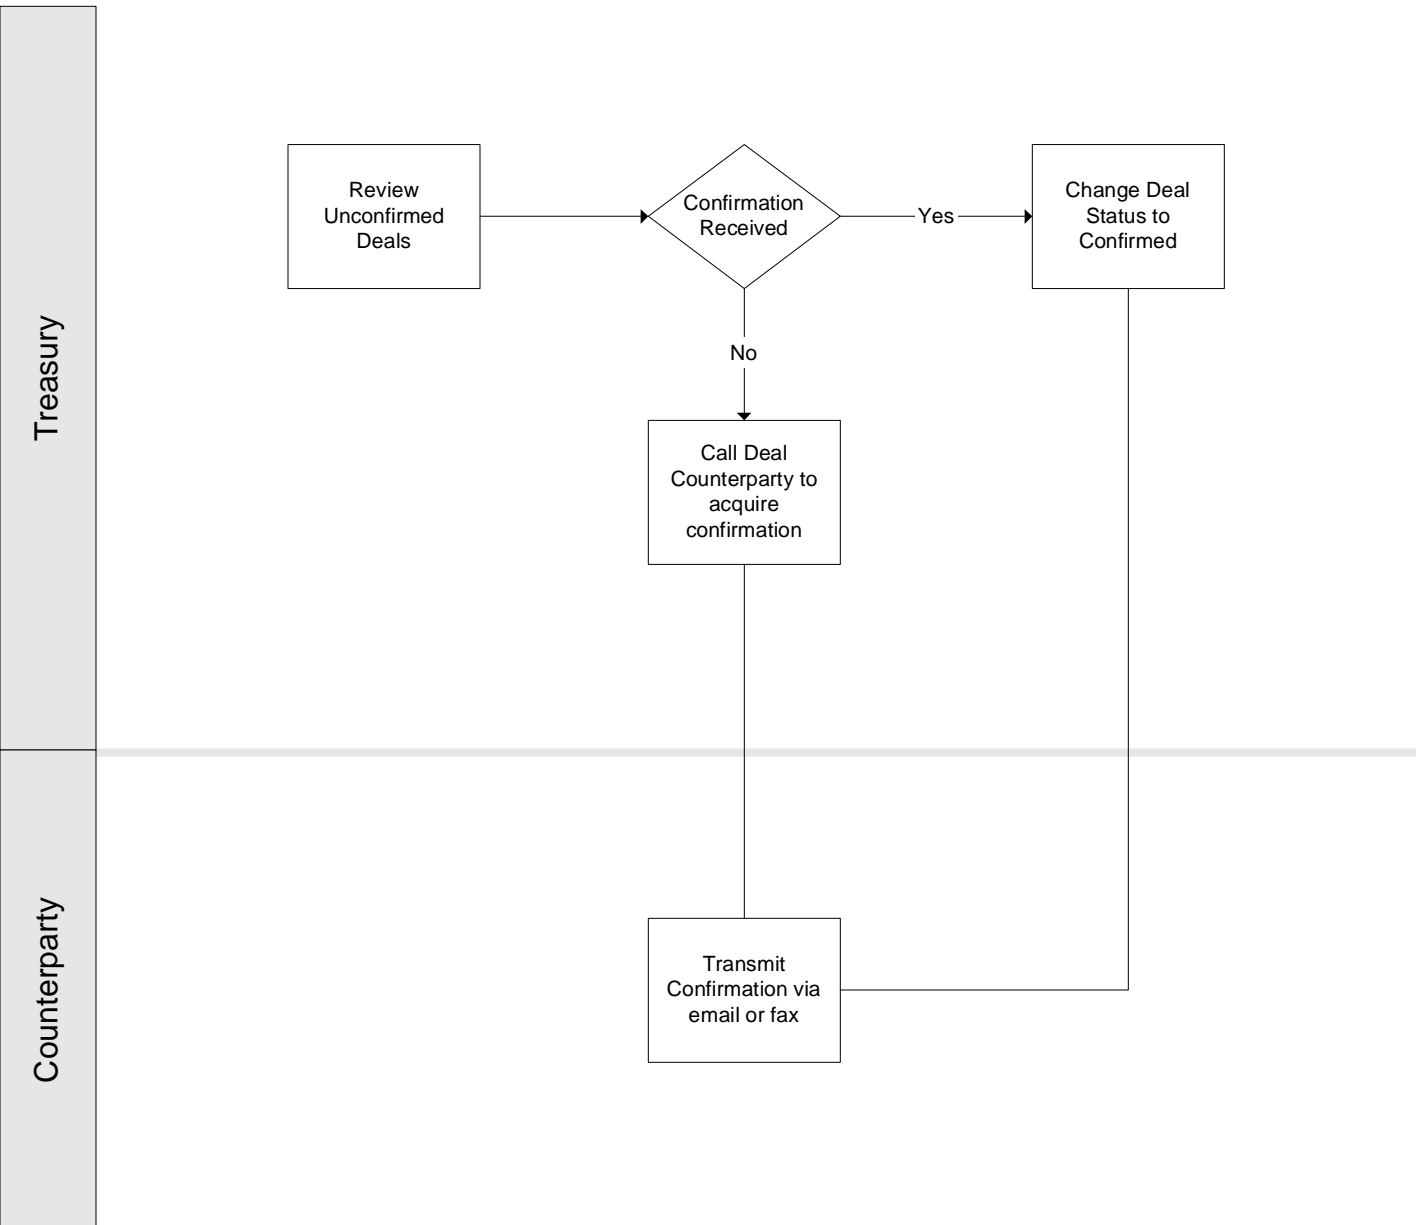 Treasury
Review
Unconfirmed
Deals
Confirmation
Received
Yes
Change Deal
Status to
Confirmed
No
Call Deal
Counterparty to
acquire
confirmation
Counterparty
Transmit
Confirmation via
email or fax